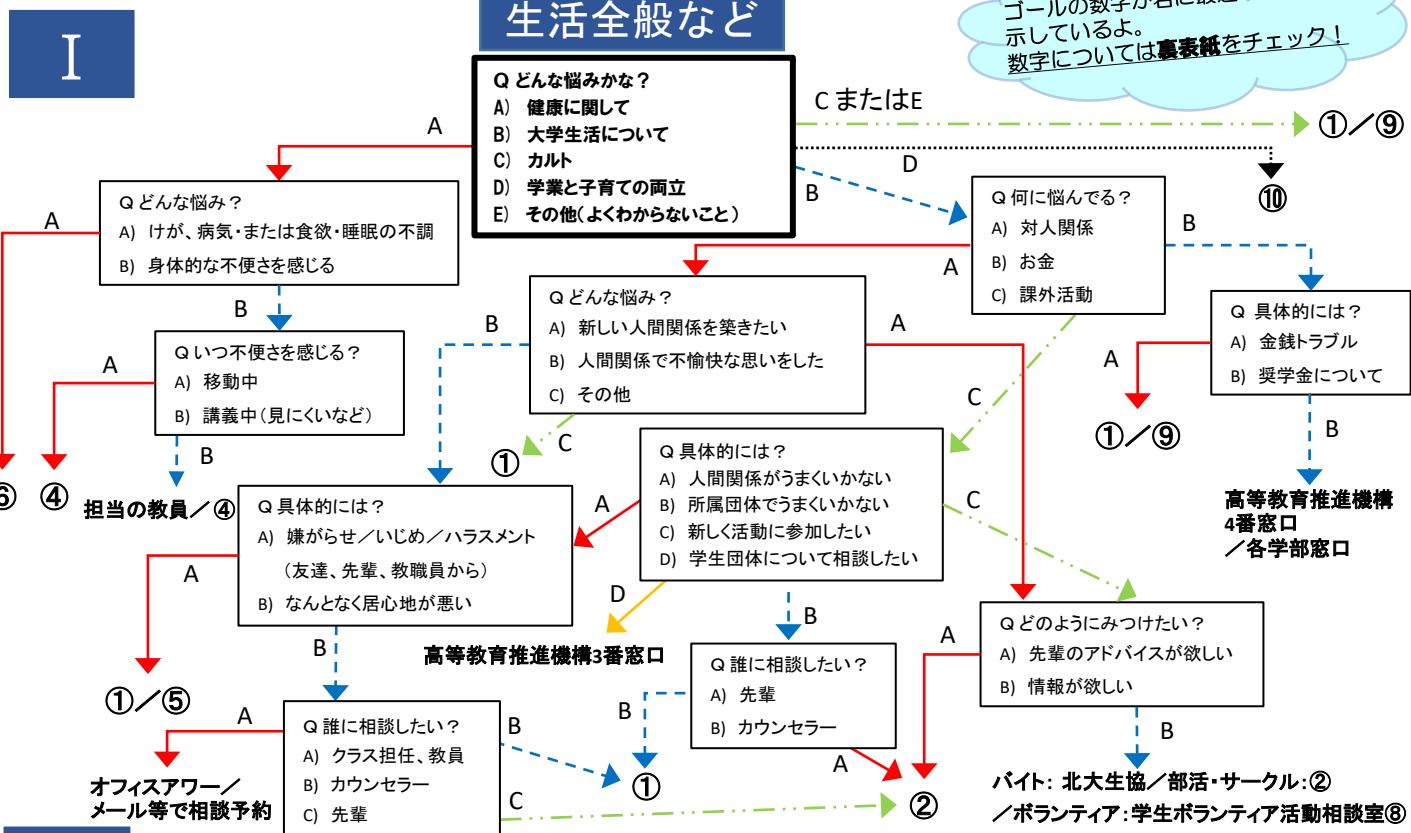 Ⅰ
生活全般など
示しているよ。
数字については裏表紙をチェック！
Q どんな悩みかな？
A) 健康に関して
B) 大学生活について
C) カルト
D) 学業と子育ての両立
E) その他(よくわからないこと)
A
C またはE
①／⑨
D
B
⑩
Q どんな悩み？
A) けが、病気・または食欲・睡眠の不調
B) 身体的な不便さを感じる
A
B
Q 何に悩んでる？
A) 対人関係
B) お金
C) 課外活動
A
B
C
Q どんな悩み？
A) 新しい人間関係を築きたい
B) 人間関係で不愉快な思いをした
C) その他
B
A
C
①
Q 具体的には？
A) 金銭トラブル
B) 奨学金について
A
B
①／⑨
高等教育推進機構
4番窓口
／各学部窓口
Q いつ不便さを感じる？
A) 移動中
B) 講義中(見にくいなど)
A
B
⑥
④
担当の教員／④
Q 具体的には？
A) 人間関係がうまくいかない
B) 所属団体でうまくいかない
C) 新しく活動に参加したい
D) 学生団体について相談したい
A
C
D
B
高等教育推進機構3番窓口
Q 具体的には？
A) 嫌がらせ／いじめ／ハラスメント
(友達、先輩、教職員から)
B) なんとなく居心地が悪い
A
B
①／⑤
Q 誰に相談したい？
A) 先輩
B) カウンセラー
B
A
①
②
Q どのようにみつけたい？
A) 先輩のアドバイスが欲しい
B) 情報が欲しい
A
B
バイト: 北大生協／部活・サークル:②
／ボランティア:学生ボランティア活動相談室⑧
Q 誰に相談したい？
A) クラス担任、教員
B) カウンセラー
C) 先輩
A
B
C
オフィスアワー／
メール等で相談予約